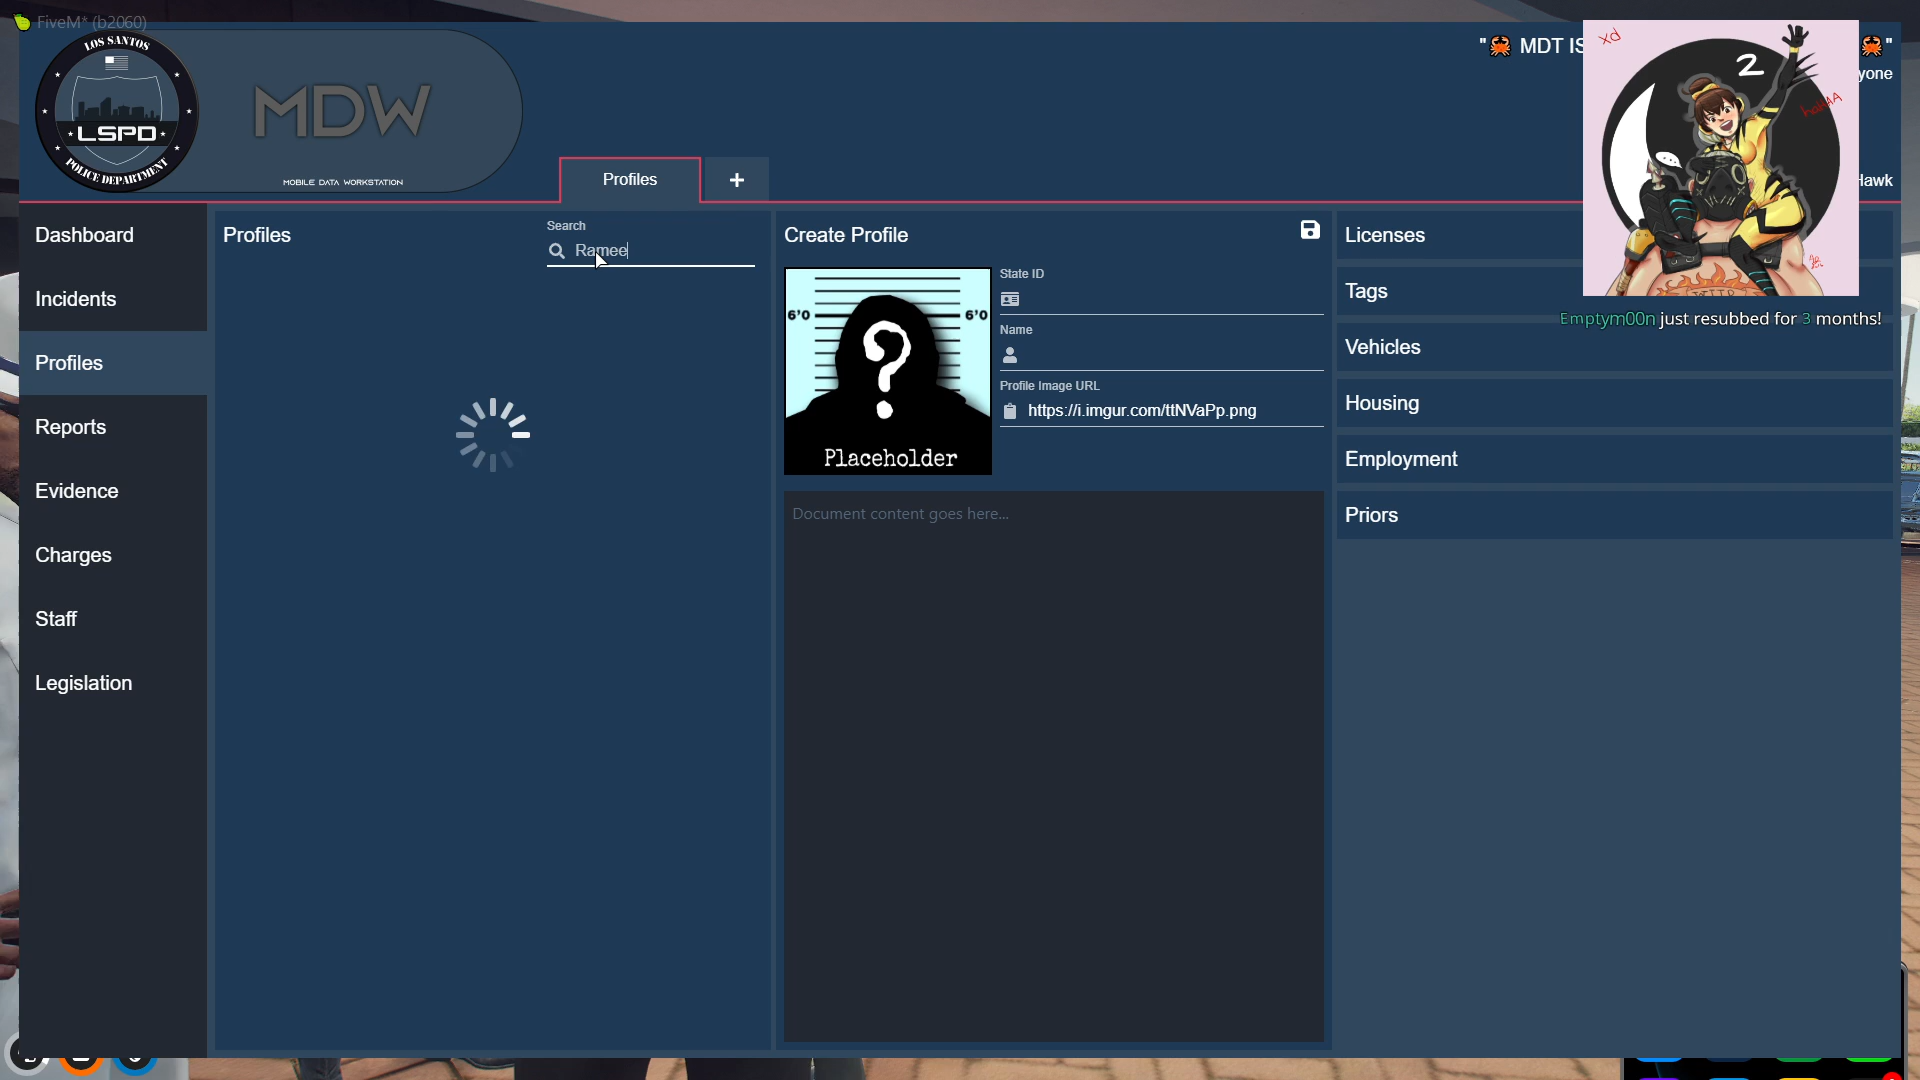 FiveM* (b2060)
LOS SANTOS
LSPD
POLICE DEPARTMENT
MDW
MOBILE DATA WORKSTATION
Profiles
+
"🦀 MDT IS
🦀"
yone
Hawk
Dashboard
Incidents
Profiles
Reports
Evidence
Charges
Staff
Legislation
Profiles
Search
Ramee
Create Profile
6'0
6'0
?
Placeholder
State ID
Name
Profile Image URL
https://i.imgur.com/ttNVaPp.png
Document content goes here...
Licenses
Tags
Vehicles
Housing
Employment
Priors
xd
2
Emptym00n just resubbed for 3 months!